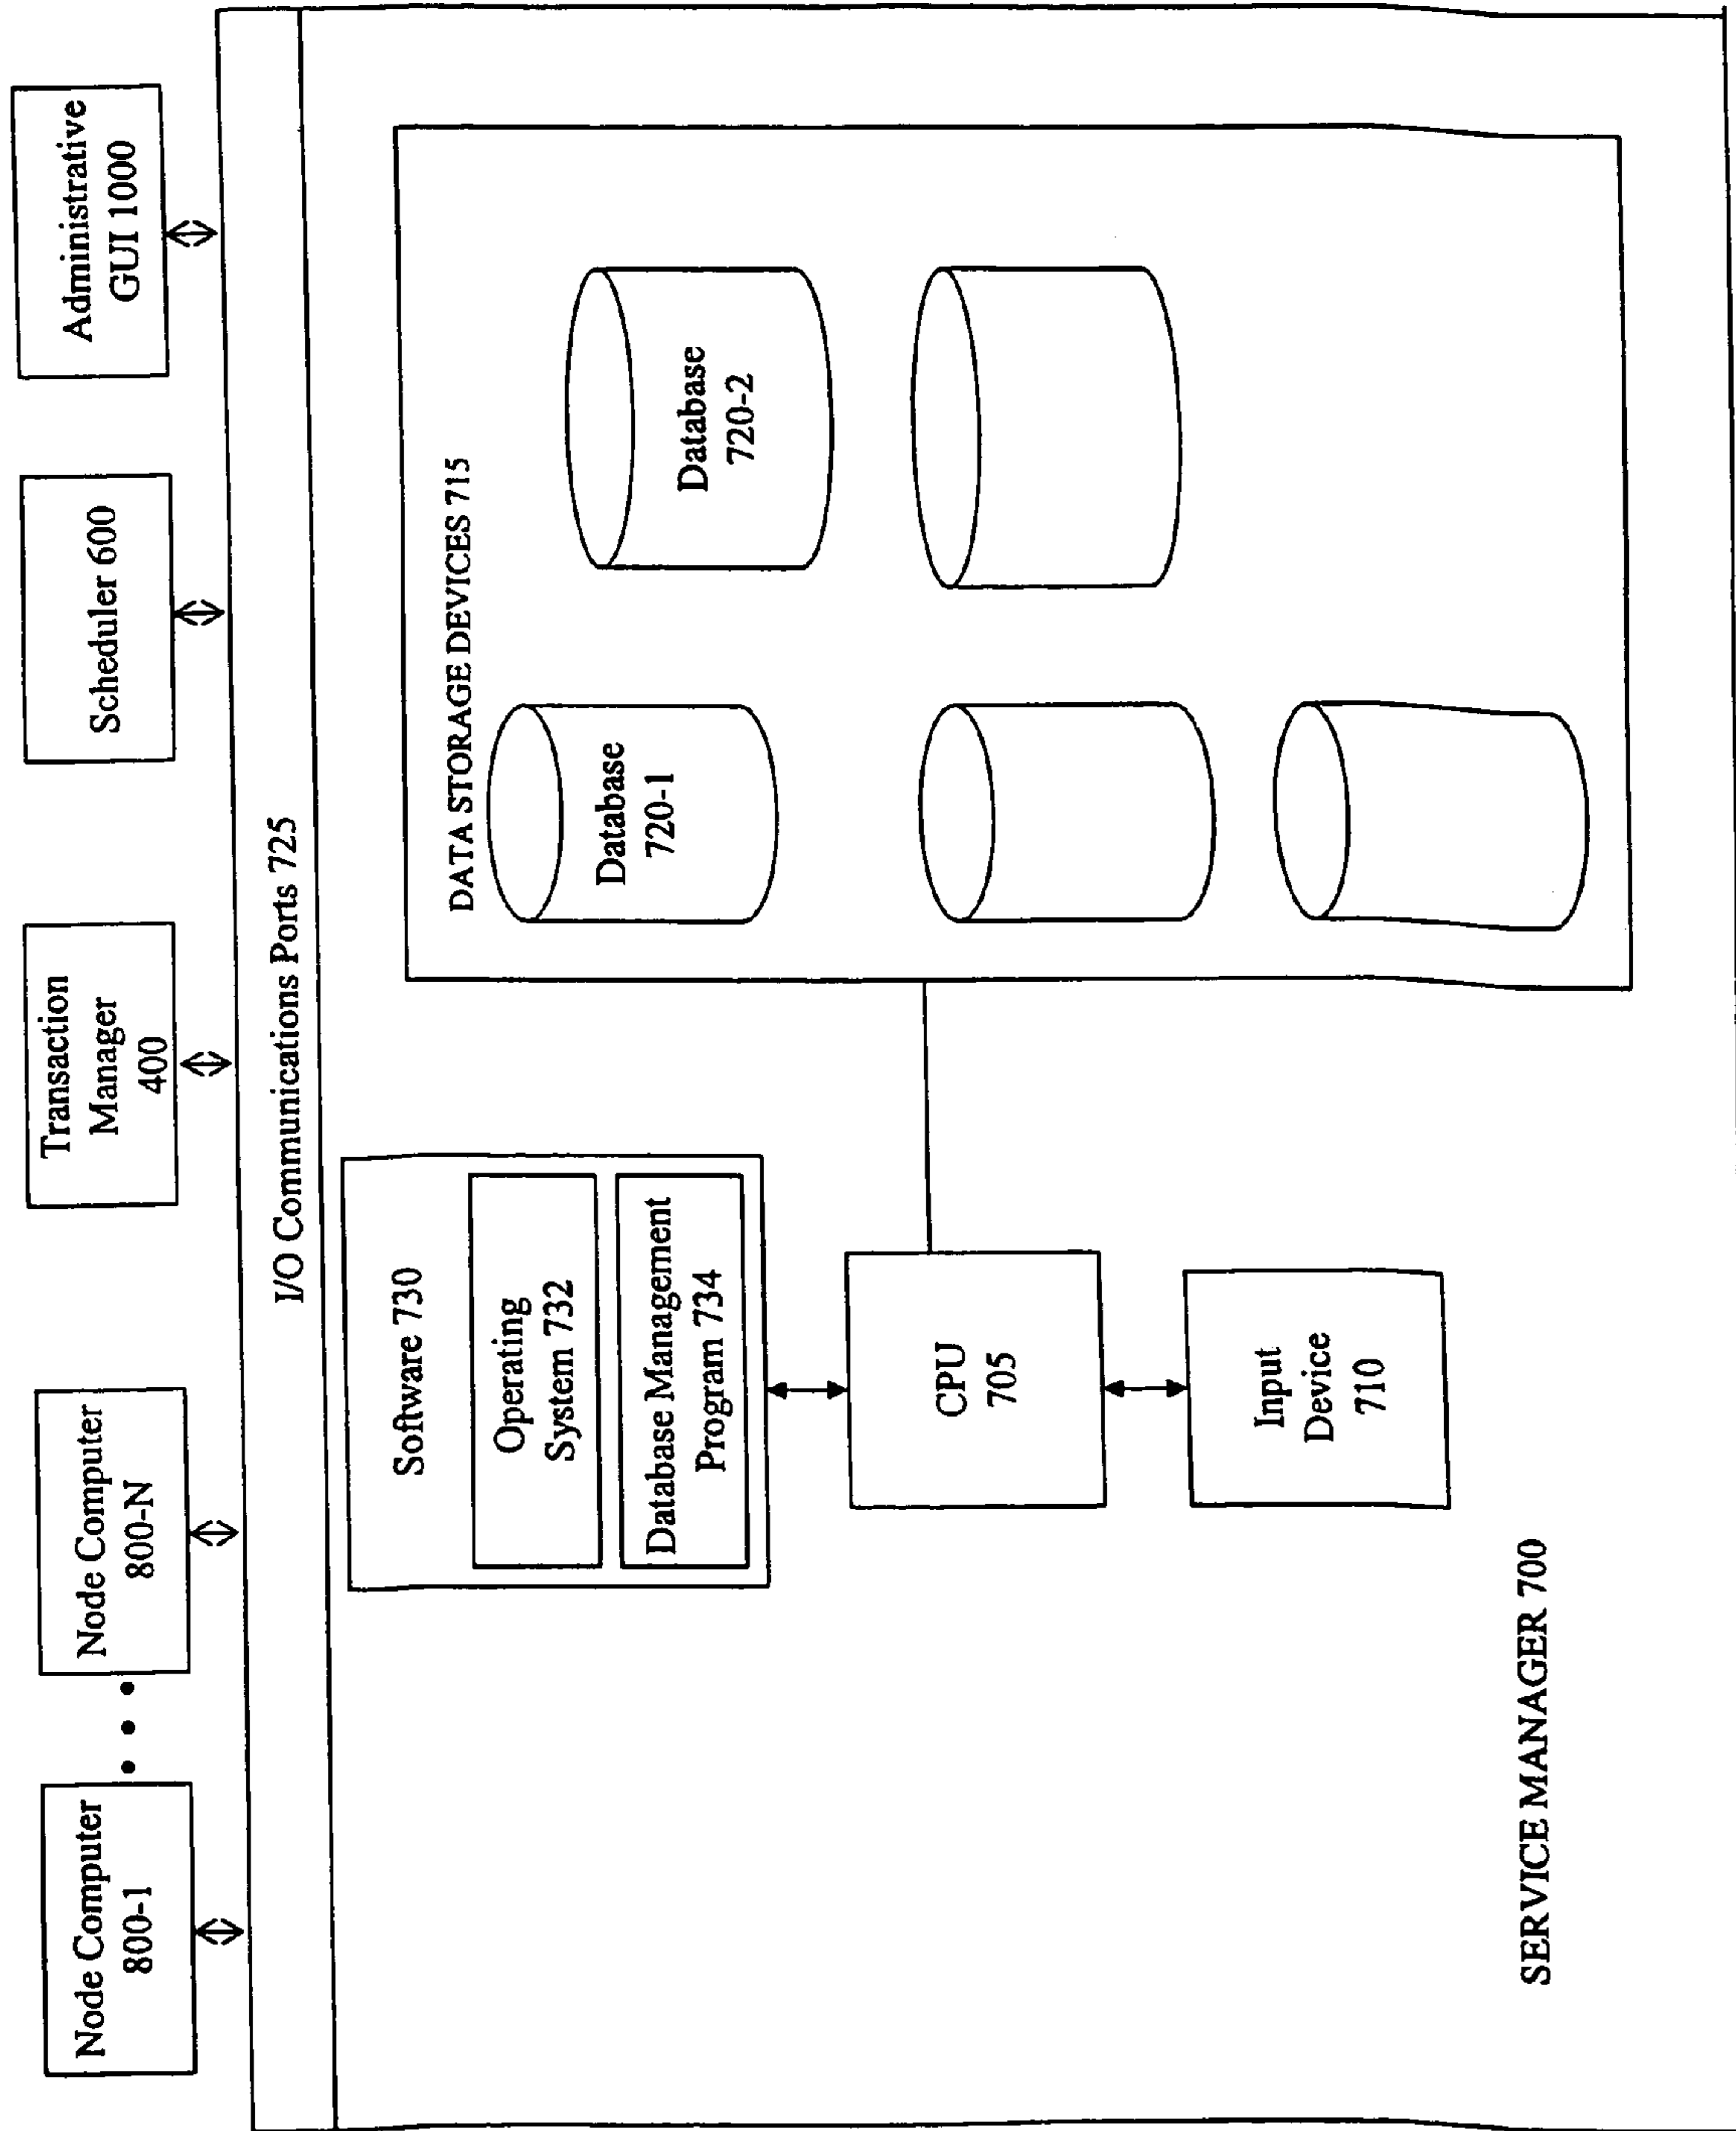 Node Computer
800-1
Node Computer
800-N
Transaction
Manager
400
Scheduler 600
Administrative
GUI 1000
I/O Communications Ports 725
Software 730
Operating
System 732
Database Management
Program 734
CPU
705
Input
Device
710
DATA STORAGE DEVICES 715
Database
720-1
Database
720-2
SERVICE MANAGER 700